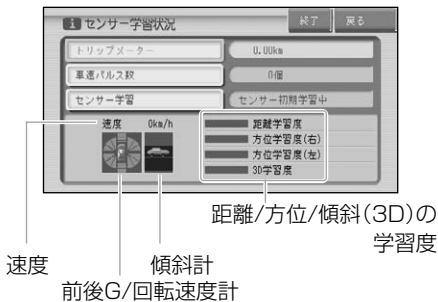 i センサー学習状況
終了
戻る
トリップメーター
0.00km
車速パルス数
0個
センサー学習
センサー初期学習中
速度 0km/h
距離学習度
方位学習度(右)
方位学習度(左)
3D学習度
距離/方位/傾斜(3D)の
学習度
速度
傾斜計
前後G/回転速度計